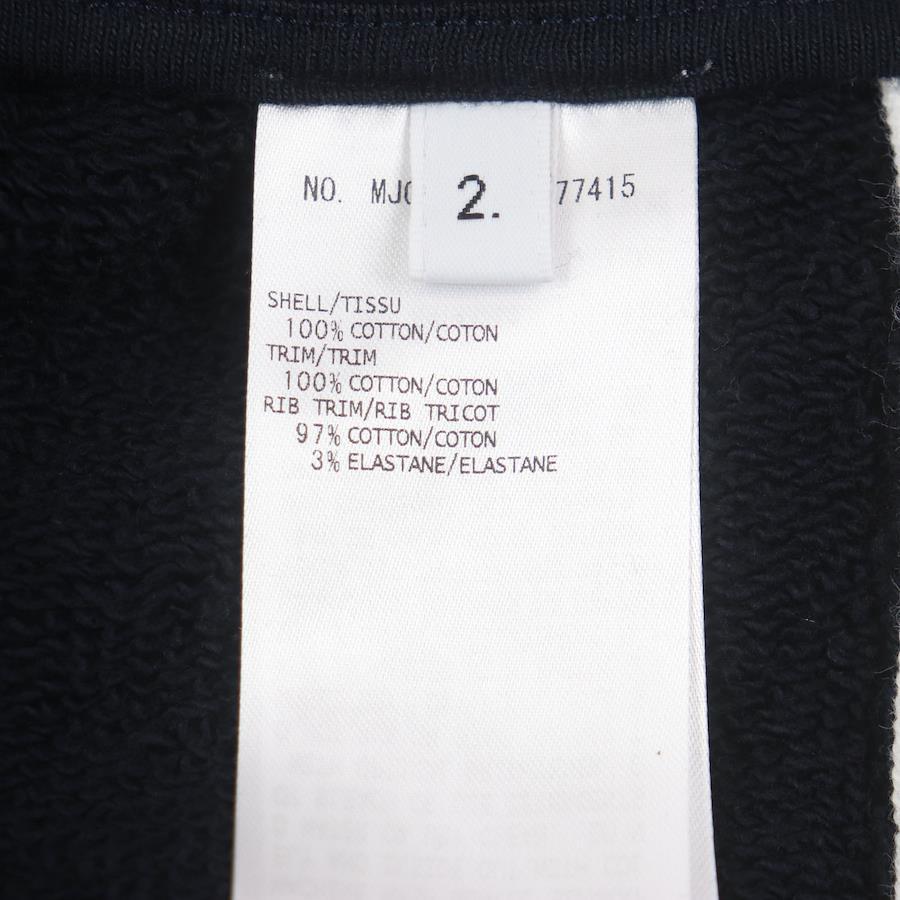 NO. MJ 77415
2.
SHELL/TISSU
100% COTTON/COTON
TRIM/TRIM
100% COTTON/COTON
RIB TRIM/RIB TRICOT
97% COTTON/COTON
3% ELASTANE/ELASTANE